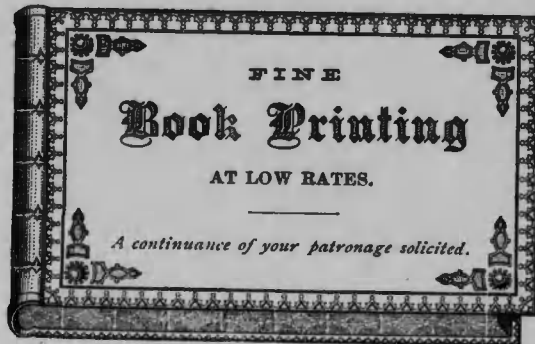 FINE
Book Printing
AT LOW RATES.
A continuance of your patronage solicited.